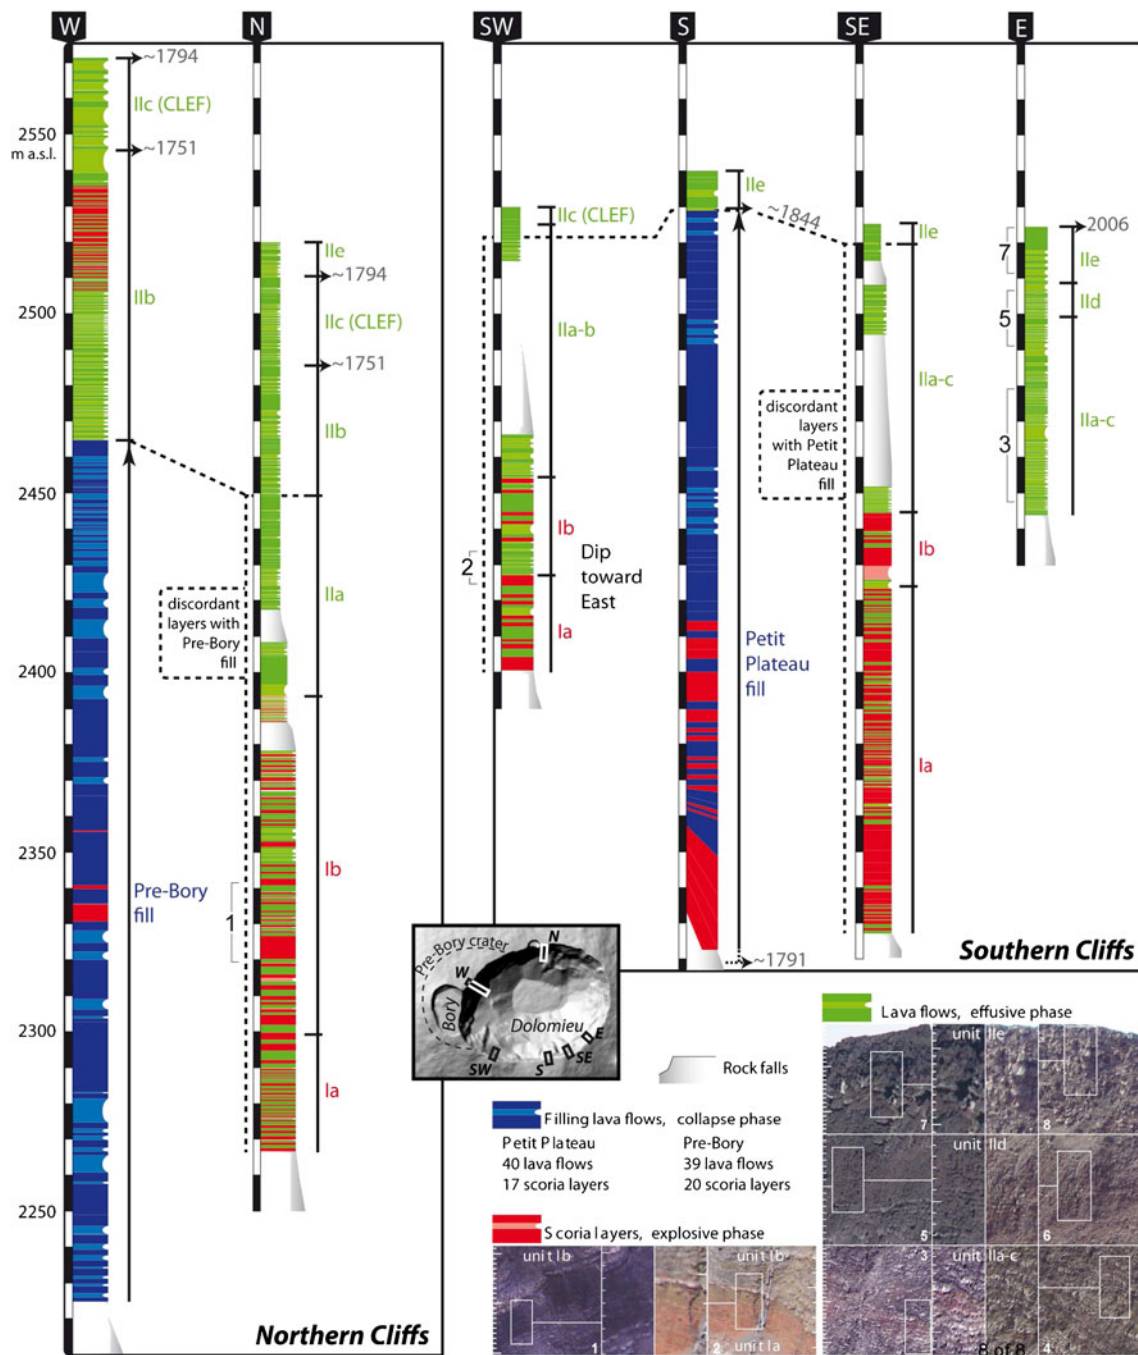 W
N
SW
S
SE
E
2550
m a.s.l.
2500
2450
2400
2350
2300
2250
~1794
IIc (CLEF)
~1751
IIb
Pre-Bory
fill
IIe
~1794
IIc (CLEF)
~1751
IIb
IIa
discordant
layers with
Pre-Bory
fill
Ib
1
Ia
Northern Cliffs
IIc (CLEF)
IIa-b
Ib
2
Dip
toward
East
Ia
IIe
~1844
Petit
Plateau
fill
~1791
IIe
IIa-c
discordant
layers
with Petit
Plateau
fill
Ib
Ia
2006
7
IIe
IId
5
IIa-c
3
Southern Cliffs
Pre-Bory crater
N
W
Bory
Dolomieu
E
SE
S
SW
Rock falls
Filling lava flows, collapse phase
Petit Plateau
40 lava flows
17 scoria layers
Pre-Bory
39 lava flows
20 scoria layers
Scoria layers, explosive phase
unit Ib
1
unit Ib
2
unit Ia
Lava flows, effusive phase
unit IIe
7
8
unit IId
5
6
3
unit IIa-c
4
8 of 8